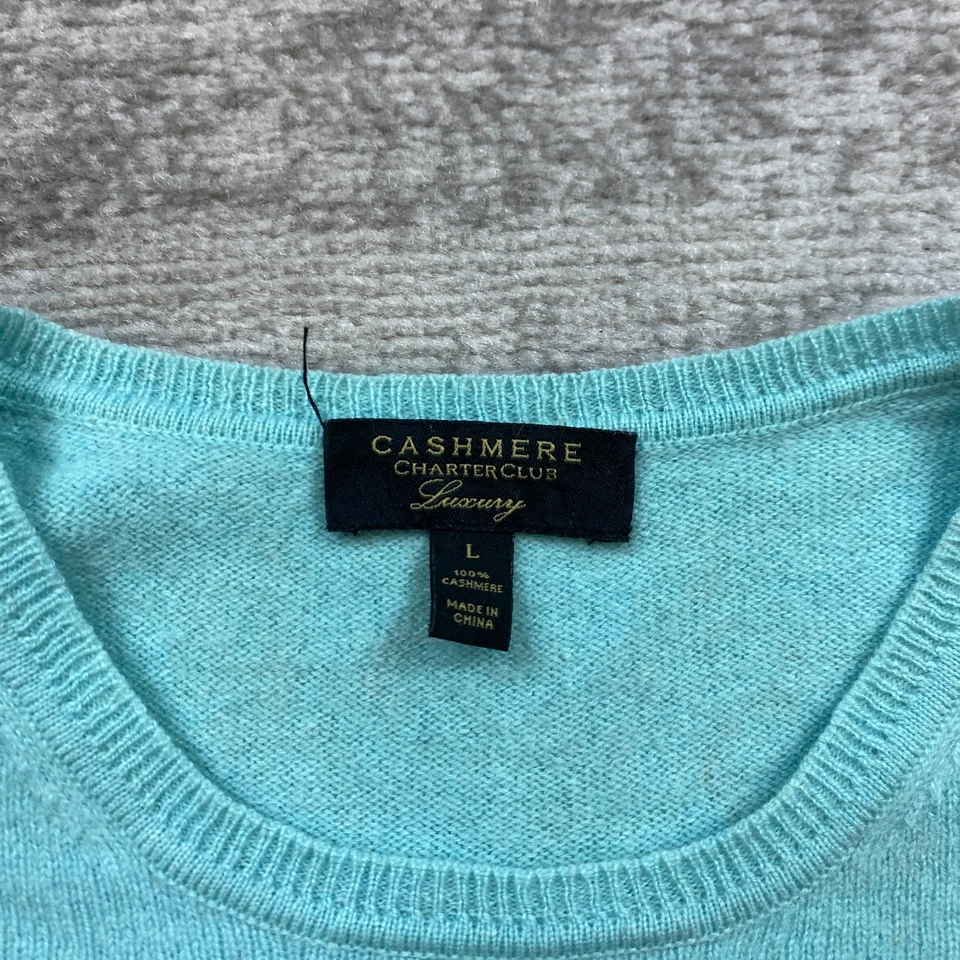 CASHMERE
CHARTER CLUB
Luxury
L
100%
CASHMERE
MADE IN
CHINA